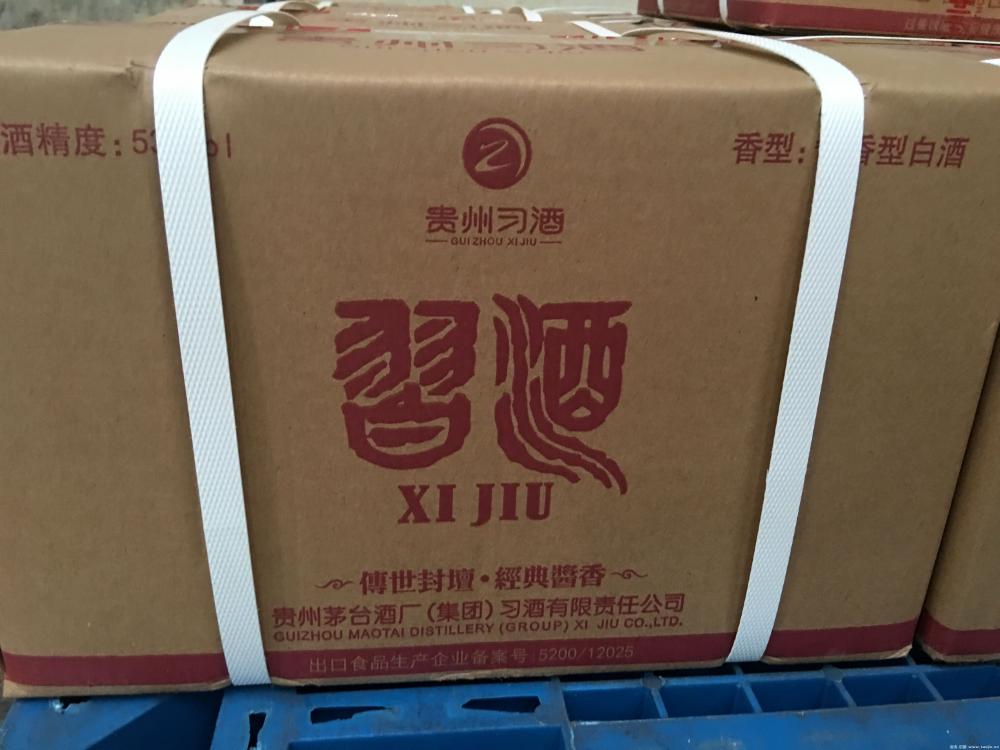 酒精度：53
香型：
香型白酒
贵州习酒
GUIZHOU XIJIU
習酒
XI JIU
傳世封壇·經典醬香
贵州茅台酒厂(集团)习酒有限责任公司
GUIZHOU MAOTAI DISTILLERY (GROUP) XI JIU CO.,LTD.
出口食品生产企业备案号 5200/12025